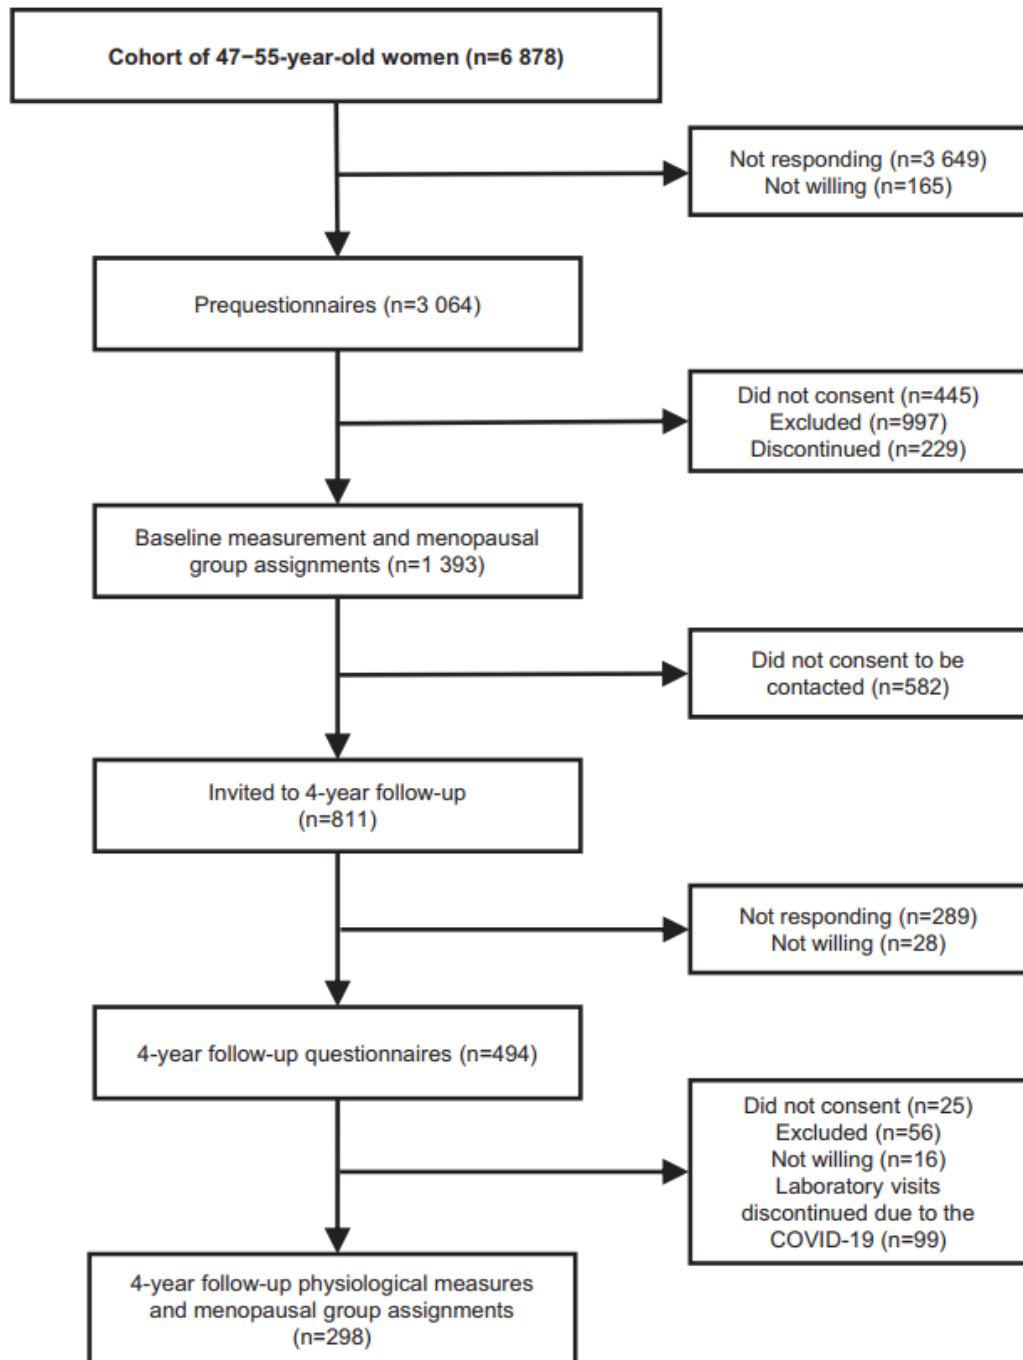 Cohort of 47–55-year-old women (n=6 878)
Not responding (n=3 649)
Not willing (n=165)
Prequestionnaires (n=3 064)
Did not consent (n=445)
Excluded (n=997)
Discontinued (n=229)
Baseline measurement and menopausal
group assignments (n=1 393)
Did not consent to be
contacted (n=582)
Invited to 4-year follow-up
(n=811)
Not responding (n=289)
Not willing (n=28)
4-year follow-up questionnaires (n=494)
Did not consent (n=25)
Excluded (n=56)
Not willing (n=16)
Laboratory visits
discontinued due to the
COVID-19 (n=99)
4-year follow-up physiological measures
and menopausal group assignments
(n=298)